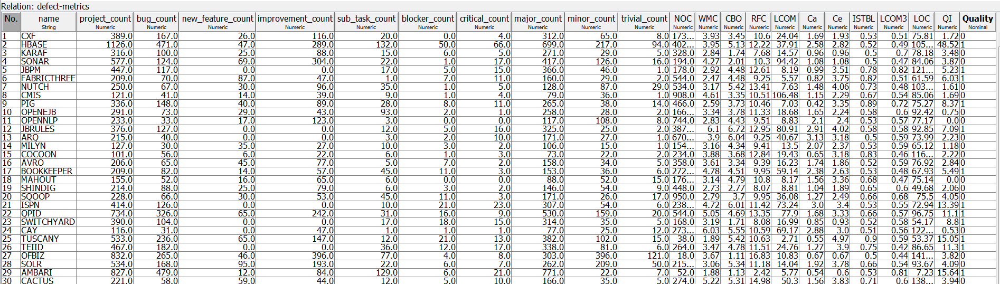 Relation: defect-metrics
No. name project_count bug_count new_feature_count improvement_count sub_task_count blocker_count critical_count major_count minor_count trivial_count NOC WMC CBO RFC LCOM Ca Ce ISTBL LCOM3 LOC QI Quality
String Numeric Numeric Numeric Numeric Numeric Numeric Numeric Numeric Numeric Numeric Numeric Numeric Numeric Numeric Numeric Numeric Numeric Numeric Numeric Numeric Numeric Nominal
1 CXF 389.0 167.0 26.0 116.0 20.0 0.0 4.0 312.0 65.0 8.0 173... 3.93 3.45 10.6 24.04 1.69 1.93 0.53 0.51 75.81 1.72 0
2 HBASE 1126.0 471.0 47.0 289.0 132.0 50.0 66.0 699.0 217.0 94.0 402... 3.95 5.13 12.22 37.91 2.58 2.82 0.52 0.49 105... 48.52 1
3 KARAF 316.0 100.0 25.0 88.0 15.0 6.0 5.0 271.0 29.0 5.0 328.0 2.84 1.74 7.68 14.57 0.96 0.96 0.5 0.7 78.18 3.48 0
4 SONAR 577.0 124.0 69.0 304.0 22.0 1.0 17.0 417.0 126.0 16.0 194.0 4.27 2.01 10.3 94.42 1.08 1.08 0.5 0.47 84.06 3.87 0
5 JBPM 447.0 117.0 0.0 0.0 17.0 5.0 15.0 366.0 46.0 1.0 178.0 2.92 4.48 12.61 8.19 0.99 3.51 0.78 0.82 121... 5.23 1
6 FABRICTHREE 209.0 70.0 87.0 47.0 1.0 7.0 11.0 160.0 29.0 2.0 544.0 2.47 4.48 9.25 5.57 0.82 3.75 0.82 0.51 61.59 6.03 1
7 NUTCH 250.0 67.0 30.0 96.0 35.0 1.0 5.0 128.0 87.0 29.0 534.0 3.17 5.42 13.41 7.63 1.48 4.06 0.73 0.48 103... 1.61 0
8 CMIS 121.0 41.0 14.0 39.0 9.0 1.0 4.0 79.0 36.0 1.0 908.0 4.61 3.35 10.51 106.48 1.15 2.29 0.67 0.54 85.06 1.69 0
9 PIG 336.0 148.0 40.0 89.0 28.0 8.0 11.0 265.0 38.0 14.0 466.0 2.59 3.73 10.46 7.03 0.42 3.35 0.89 0.72 75.27 8.37 1
10 OPENEJB 291.0 73.0 29.0 43.0 93.0 2.0 1.0 258.0 28.0 2.0 166... 3.34 3.78 11.33 18.68 1.65 2.24 0.58 0.6 92.42 0.75 0
11 OPENNLP 233.0 33.0 17.0 123.0 3.0 0.0 0.0 117.0 108.0 8.0 744.0 2.83 4.43 9.51 8.83 2.1 2.4 0.53 0.57 77.17 0.0 0
12 JBRULES 376.0 127.0 0.0 0.0 12.0 5.0 16.0 325.0 25.0 5.0 387... 6.1 6.72 12.95 80.91 2.91 4.02 0.58 0.58 92.85 7.09 1
13 ARQ 215.0 40.0 0.0 0.0 3.0 2.0 10.0 171.0 27.0 1.0 670... 3.9 6.04 9.25 40.67 3.13 3.18 0.5 0.59 73.99 2.23 0
14 MILYN 127.0 30.0 35.0 27.0 10.0 3.0 2.0 106.0 15.0 1.0 154... 3.16 4.34 9.41 13.5 2.07 2.37 0.53 0.59 65.12 1.18 0
15 COCOON 101.0 56.0 6.0 22.0 6.0 1.0 3.0 73.0 22.0 2.0 234.0 3.88 3.68 12.84 19.43 0.65 3.18 0.83 0.46 116... 2.22 0
16 AVRO 206.0 65.0 45.0 77.0 5.0 7.0 2.0 158.0 34.0 5.0 358.0 3.61 3.34 9.39 16.23 1.74 1.86 0.52 0.59 76.92 2.84 0
17 BOOKKEEPER 209.0 82.0 14.0 57.0 45.0 11.0 3.0 153.0 36.0 6.0 272... 4.78 4.51 9.95 59.14 2.38 2.63 0.53 0.48 67.93 5.49 1
18 MAHOUT 155.0 52.0 16.0 65.0 6.0 0.0 0.0 88.0 52.0 15.0 176... 3.14 4.79 10.8 8.17 1.56 3.36 0.68 0.47 75.14 0.0 0
19 SHINDIG 214.0 88.0 25.0 79.0 6.0 3.0 2.0 146.0 54.0 9.0 448.0 2.73 2.77 8.07 8.81 1.04 1.89 0.65 0.6 49.68 2.06 0
20 SQOOP 228.0 66.0 30.0 53.0 45.0 11.0 3.0 171.0 26.0 17.0 950.0 2.79 3.7 9.95 36.08 1.27 2.49 0.66 0.68 75.5 4.05 0
21 ISPN 414.0 126.0 0.0 0.0 10.0 21.0 23.0 307.0 54.0 6.0 238... 4.72 6.01 11.42 73.24 3.0 3.4 0.53 0.55 72.94 13.39 1
22 QPID 734.0 326.0 65.0 242.0 31.0 16.0 9.0 530.0 159.0 20.0 544.0 5.05 4.69 13.35 77.9 1.68 3.33 0.66 0.57 96.75 11.1 1
23 SWITCHYARD 390.0 104.0 0.0 0.0 17.0 18.0 15.0 314.0 35.0 5.0 168.0 3.19 1.71 8.08 16.99 0.85 0.93 0.52 0.58 54.17 8.8 1
24 CAY 116.0 31.0 0.0 47.0 1.0 1.0 1.0 77.0 25.0 12.0 273... 6.03 5.55 10.59 69.17 2.88 3.0 0.51 0.56 122... 0.53 0
25 TUSCANY 533.0 236.0 65.0 147.0 12.0 21.0 13.0 382.0 102.0 15.0 38.0 1.89 5.42 10.63 2.71 0.55 4.97 0.9 0.59 53.37 15.05 1
26 TEIID 467.0 182.0 0.0 0.0 36.0 12.0 17.0 338.0 81.0 6.0 264.0 3.47 4.78 11.51 24.76 1.27 3.9 0.75 0.42 86.65 11.3 1
27 OFBIZ 832.0 265.0 46.0 396.0 77.0 4.0 8.0 303.0 396.0 121.0 18.0 3.67 1.11 16.83 10.83 0.67 0.67 0.5 0.44 141... 3.82 0
28 SOLR 534.0 168.0 95.0 193.0 22.0 6.0 7.0 262.0 209.0 50.0 215... 3.06 5.34 11.18 14.04 1.92 3.78 0.66 0.54 93.67 4.09 0
29 AMBARI 827.0 479.0 12.0 84.0 129.0 6.0 21.0 771.0 22.0 7.0 52.0 1.88 1.13 2.42 5.77 0.54 0.6 0.53 0.81 7.23 15.64 1
30 CACTUS 221.0 58.0 59.0 44.0 12.0 5.0 10.0 166.0 35.0 5.0 274.0 5.22 5.31 14.98 50.3 1.56 3.83 0.71 0.6 138... 3.94 0